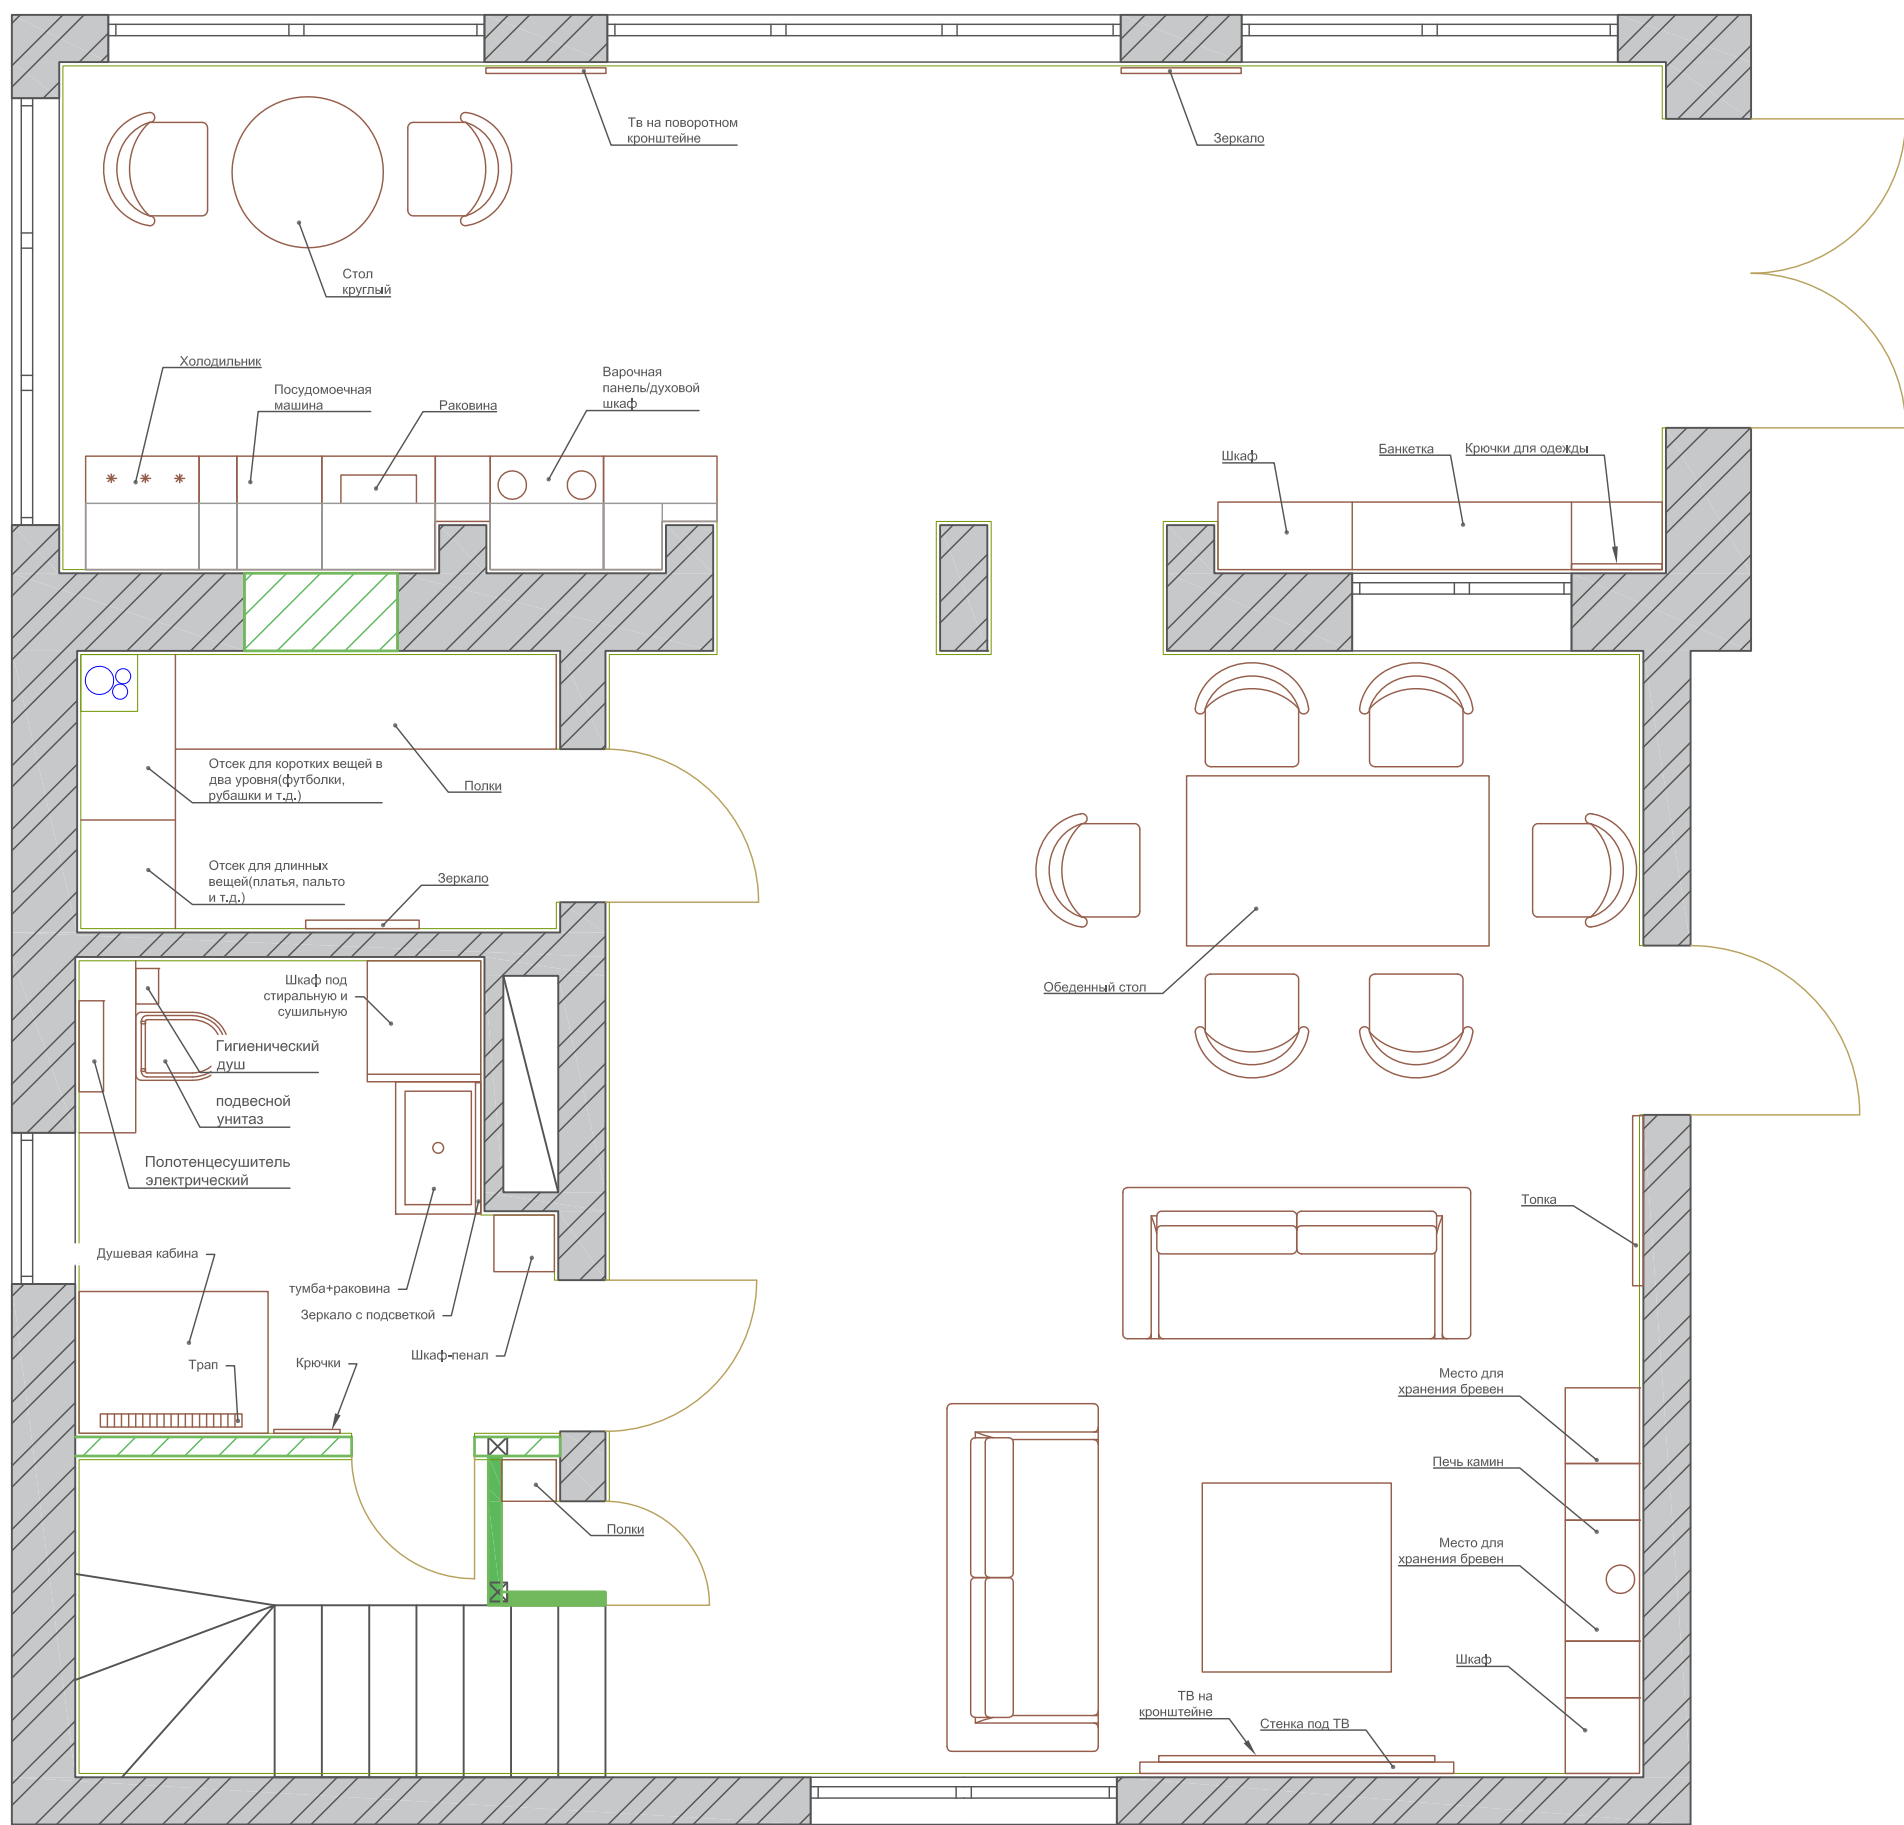 Тв на поворотном
кронштейне
Зеркало
Стол
круглый
Холодильник
Посудомоечная
машина
Раковина
Варочная
панель/духовой
шкаф
Шкаф
Банкетка
Крючки для одежды
Отсек для коротких вещей в
два уровня(футболки,
рубашки и т.д.)
Полки
Отсек для длинных
вещей(платья, пальто
и т.д.)
Зеркало
Обеденный стол
Шкаф под
стиральную и
сушильную
Гигиенический
душ
подвесной
унитаз
Полотенцесушитель
электрический
Душевая кабина
тумба+раковина
Зеркало с подсветкой
Шкаф-пенал
Трап
Крючки
Полки
Топка
Место для
хранения бревен
Печь камин
Место для
хранения бревен
Шкаф
ТВ на
кронштейне
Стенка под ТВ